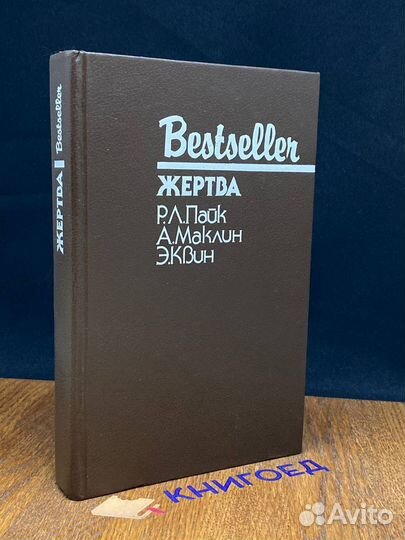 Bestseller
ЖЕРТВА
Р.Л.Пайк
А.Маклин
Э.Квин
ЖЕРТВА Bestseller
КНИГОЕД
Avito